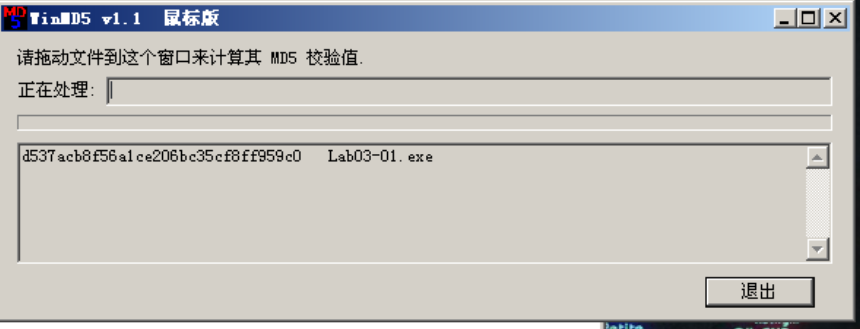 MD5 WinMD5 v1.1 鼠标版
请拖动文件到这个窗口来计算其 MD5 校验值.
正在处理:
d537acb8f56a1ce206bc35cf8ff959c0 Lab03-01.exe
退出